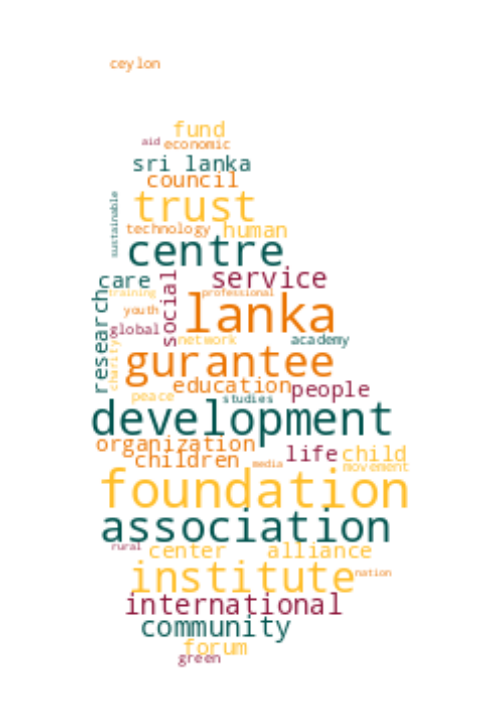 ceylon
fund
aid economic
sri lanka
council
sustainable
trust
technology human
centre
care social service
training professional
research
youth lanka
global
network academy
charity
gurantee
education people
peace studies
development
organization life child
children media movement
foundation
association
rural center alliance
institute nation
international
community
forum
green